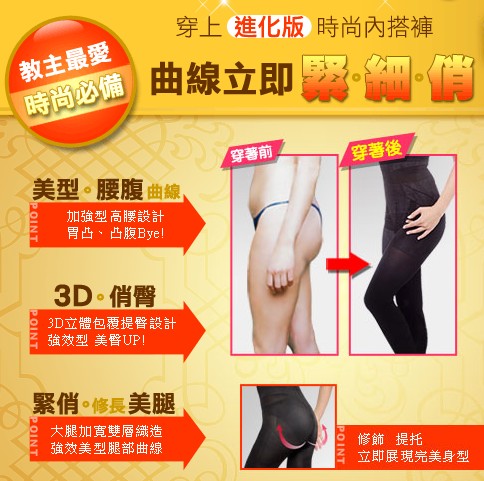 穿上 進化版 時尚內搭褲
教主最愛
時尚必備
曲線立即 緊·細·俏
穿著前
穿著後
美型。腰腹曲線
POINT
加強型高腰設計
胃凸、凸腹Bye!
3D。俏臀
POINT
3D立體包覆提臀設計
強效型 美臀UP!
緊俏。修長美腿
POINT
大腿加寬雙層織造
強效美型腿部曲線
POINT
修飾 提托
立即展現完美身型